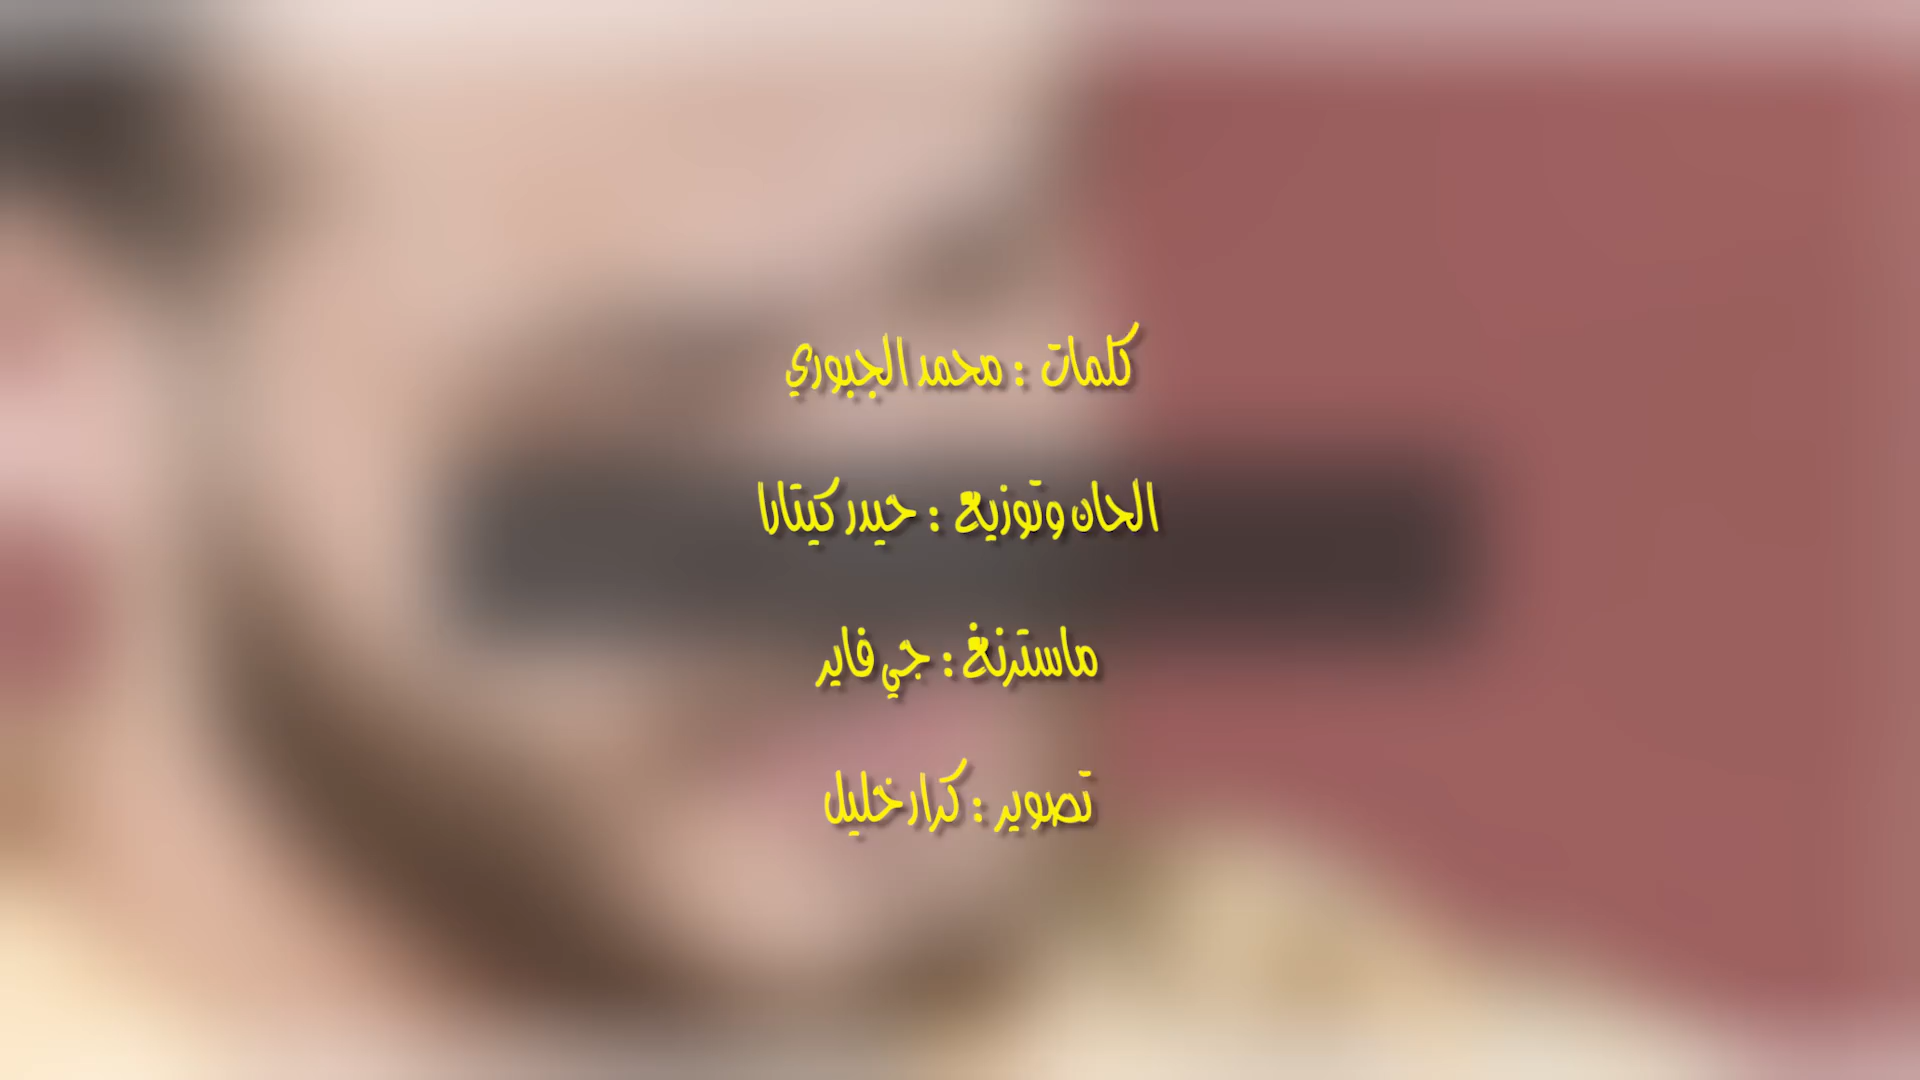 كلمات : محمد الجبوري
الحان وتوزيع : حيدر كيتارا
ماسترنغ : جي فاير
تصوير : كرار خليل